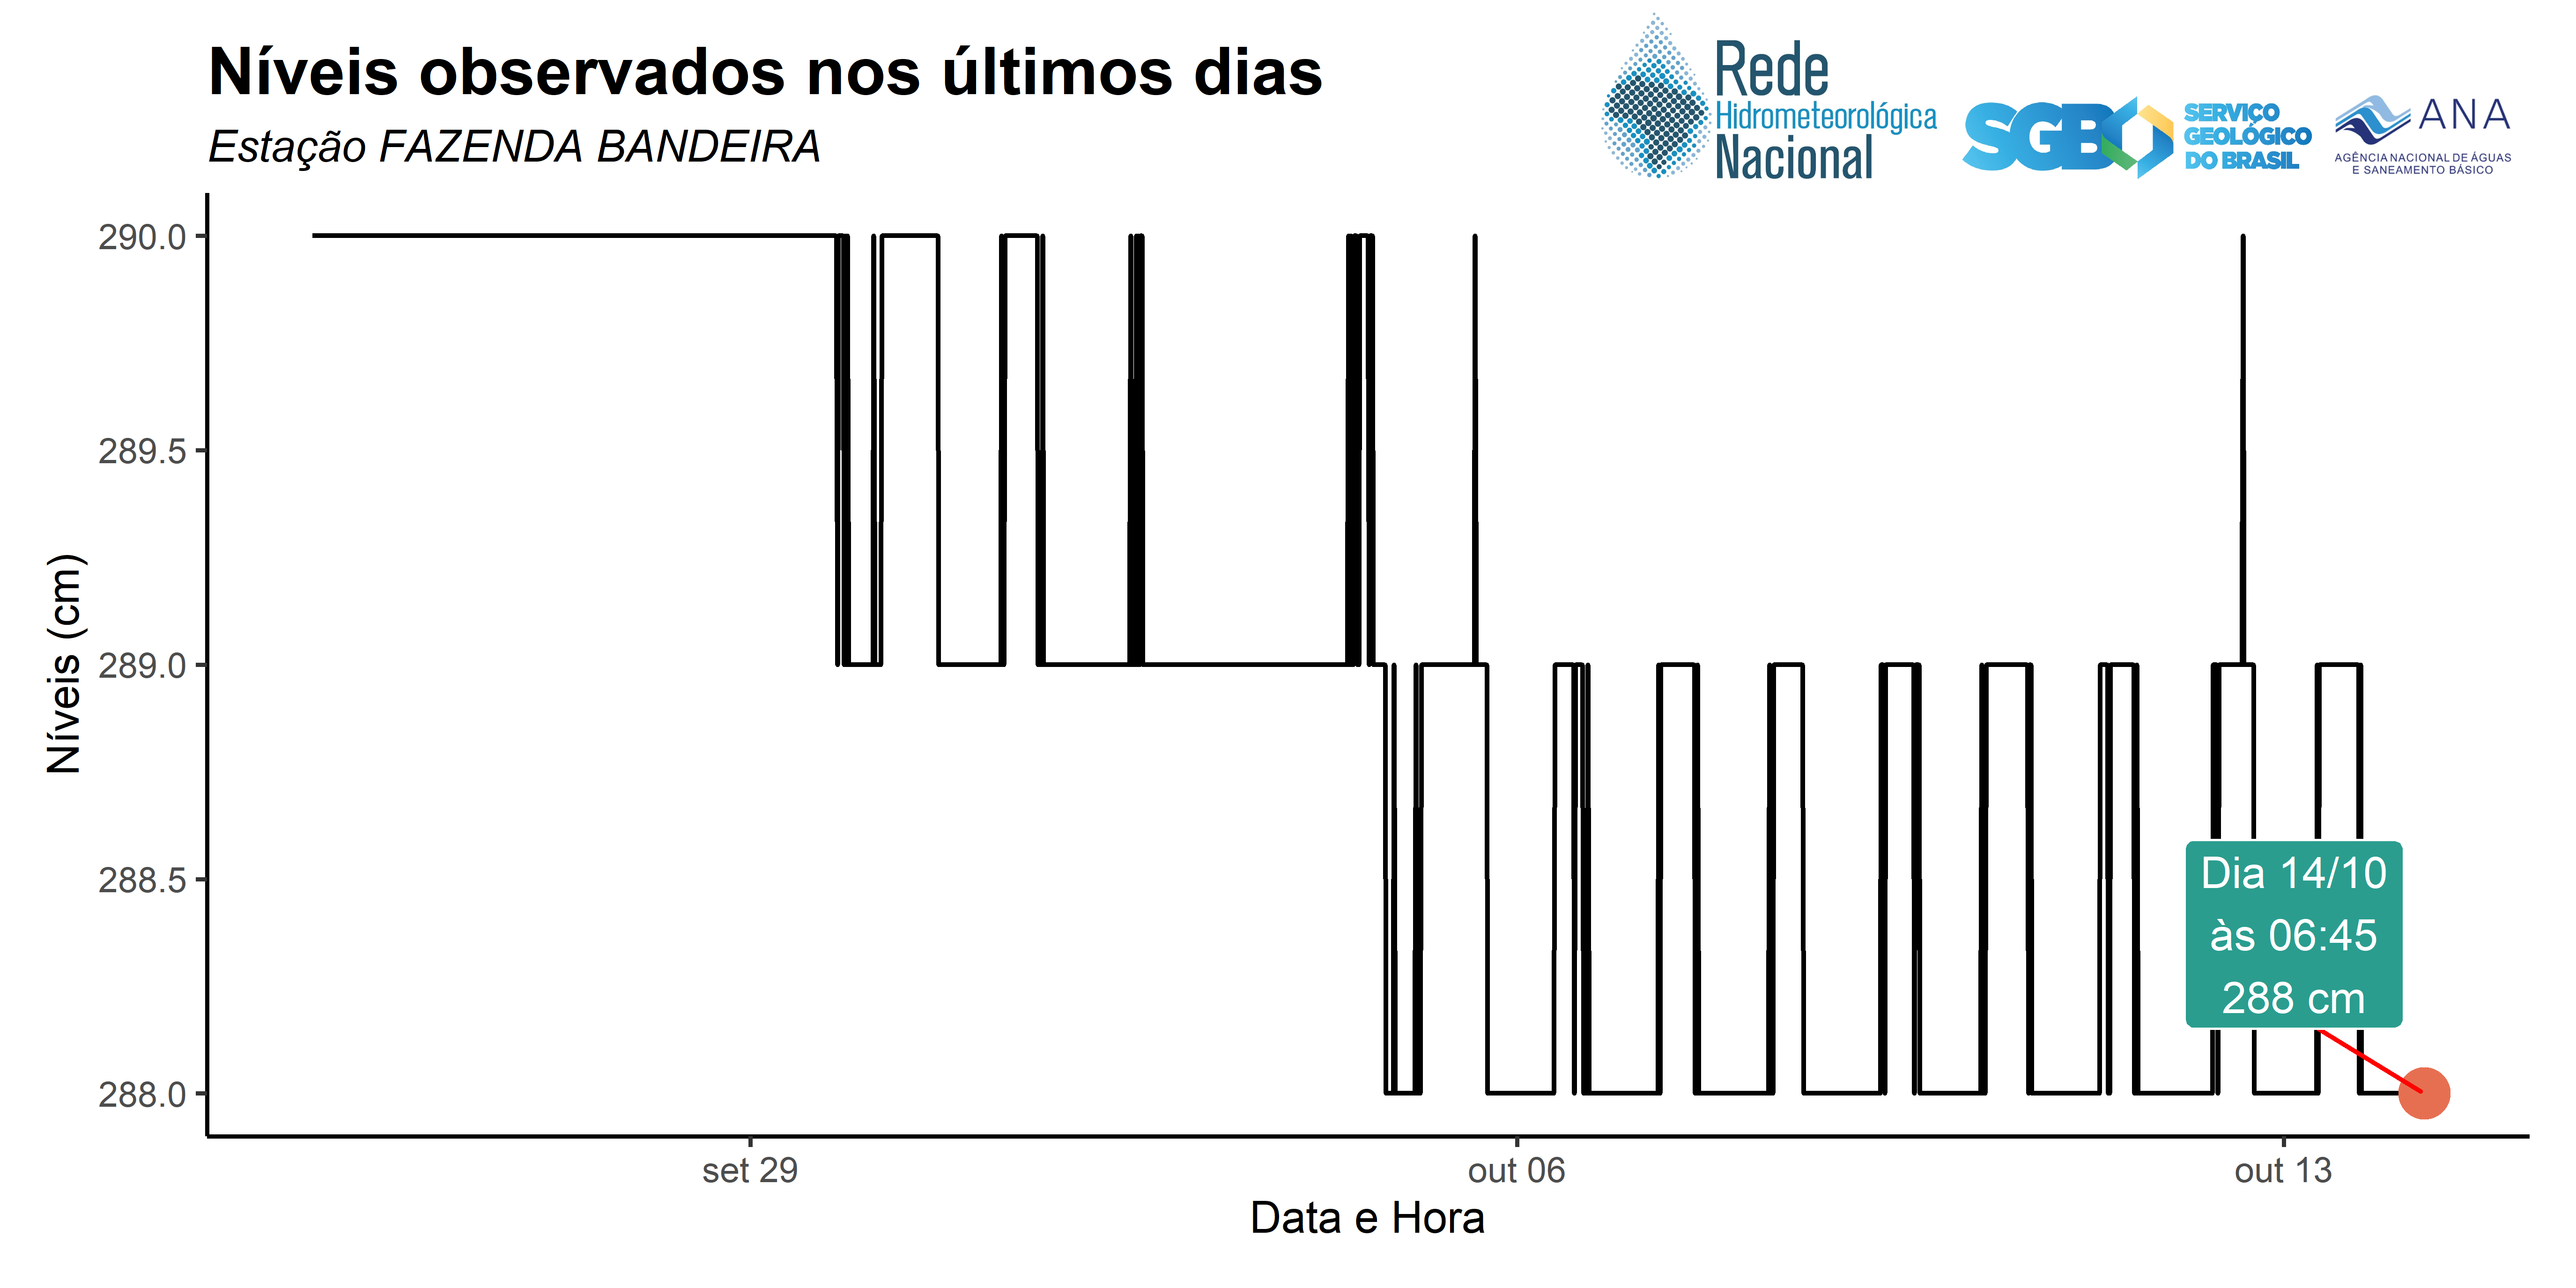 Níveis observados nos últimos dias
Estação FAZENDA BANDEIRA
Rede
Hidrometeorológica
Nacional
SGB
SERVIÇO
GEOLÓGICO
DO BRASIL
ANA
AGÊNCIA NACIONAL DE ÁGUAS
E SANEAMENTO BÁSICO
Níveis (cm)
290.0
289.5
289.0
288.5
288.0
Dia 14/10
às 06:45
288 cm
set 29
out 06
out 13
Data e Hora